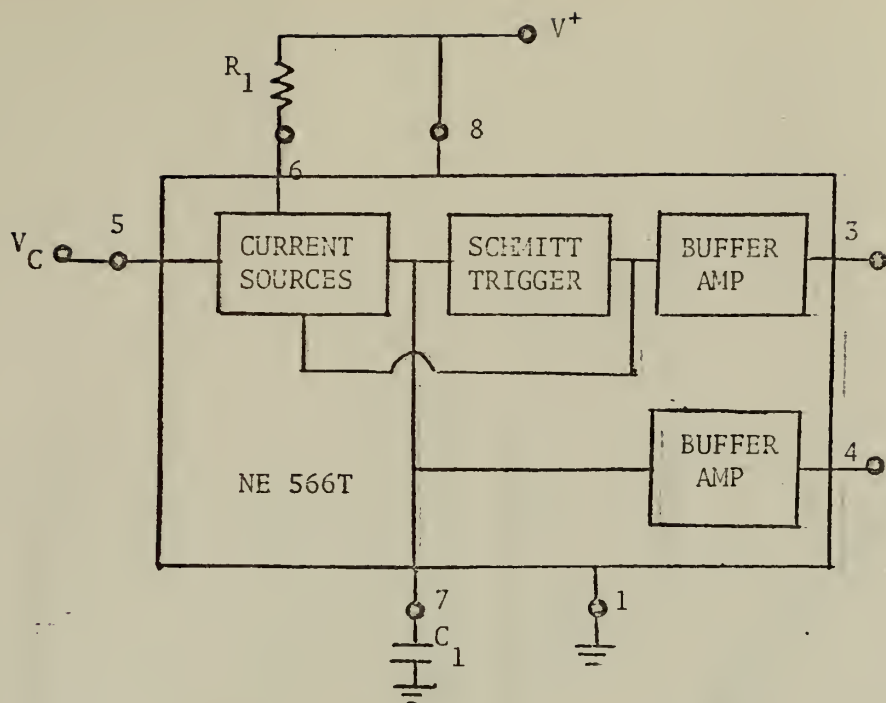 V+
R1
8
6
5
VC
CURRENT
SOURCES
SCHMITT
TRIGGER
BUFFER
AMP
3
BUFFER
AMP
4
NE 566T
7
1
C1